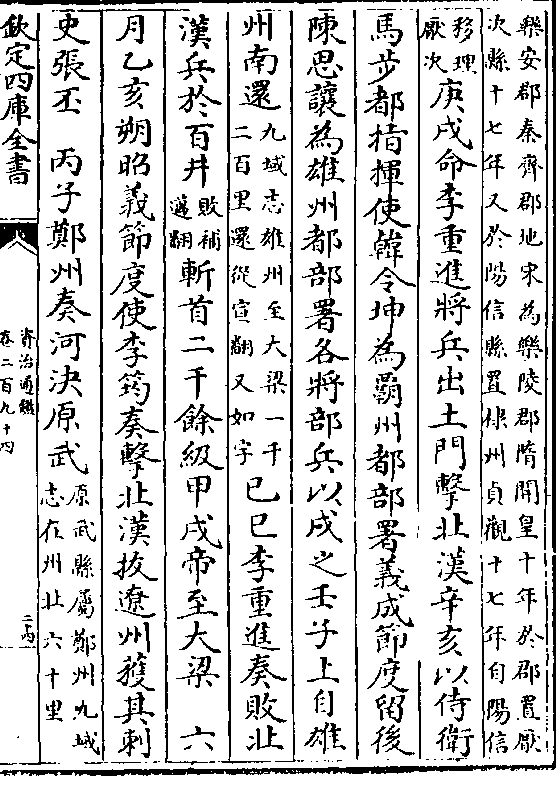 樂安郡秦齊郡地宋為樂陵郡隋開皇十年於郡置厭
次縣十七年又於陽信縣置棣州貞觀十七年自陽信
移理
厭次
庚戌命李重進將兵出土門擊北漢辛亥以侍衛
馬步都指揮使韓令坤為霸州都部署義成節度留後
陳思讓為雄州都部署各將部兵以戍之壬子上自雄
州南還
九域志雄州至大梁一千
二百里還從宣翻又如字
己巳李重進奏敗北
漢兵於百井
敗補
邁翻
斬首二千餘級甲戌帝至大梁　六
月乙亥朔昭義節度使李筠奏擊北漢拔遼州獲其刺
史張丕　丙子鄭州奏河決原武
原武縣屬鄭州九域
志在州北六十里
欽定四庫全書
資治通鑑
卷二百九十四
二十四